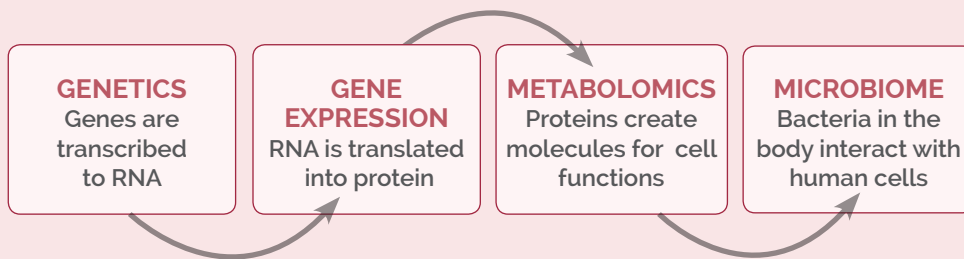 GENETICS
Genes are
transcribed
to RNA
GENE
EXPRESSION
RNA is translated
into protein
METABOLOMICS
Proteins create
molecules for cell
functions
MICROBIOME
Bacteria in the
body interact with
human cells